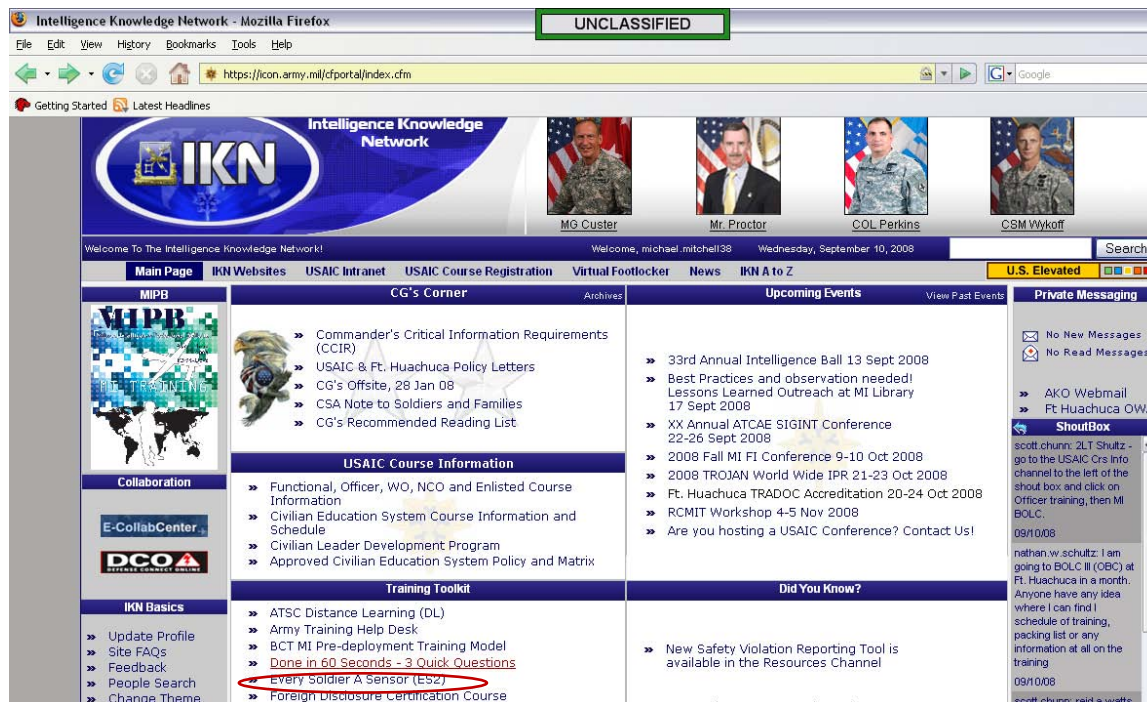 Intelligence Knowledge Network - Mozilla Firefox
UNCLASSIFIED
File Edit View History Bookmarks Tools Help
https://icon.army.mil/cfportal/index.cfm
G Google
Getting Started Latest Headlines
IKN
Intelligence Knowledge
Network
MG Custer
Mr. Proctor
COL Perkins
CSM Wykoff
Welcome To The Intelligence Knowledge Network!
Welcome, michael.mitchell38 Wednesday, September 10, 2008
Search
Main Page IKN Websites USAIC Intranet USAIC Course Registration Virtual Footlocker News IKN A to Z
U.S. Elevated
MIPB
MIPB
FT TRAINING
Collaboration
E-CollabCenter
DCO
DEFENSE CONNECT ONLINE
IKN Basics
» Update Profile
» Site FAQs
» Feedback
» People Search
» Change Theme
CG's Corner Archives
» Commander's Critical Information Requirements
(CCIR)
» USAIC & Ft. Huachuca Policy Letters
» CG's Offsite, 28 Jan 08
» CSA Note to Soldiers and Families
» CG's Recommended Reading List
USAIC Course Information
» Functional, Officer, WO, NCO and Enlisted Course
Information
» Civilian Education System Course Information and
Schedule
» Civilian Leader Development Program
» Approved Civilian Education System Policy and Matrix
Training Toolkit
» ATSC Distance Learning (DL)
» Army Training Help Desk
» BCT MI Pre-deployment Training Model
» Done in 60 Seconds - 3 Quick Questions
» Every Soldier A Sensor (ES2)
» Foreign Disclosure Certification Course
Upcoming Events View Past Events
» 33rd Annual Intelligence Ball 13 Sept 2008
» Best Practices and observation needed!
Lessons Learned Outreach at MI Library
17 Sept 2008
» XX Annual ATCAE SIGINT Conference
22-26 Sept 2008
» 2008 Fall MI FI Conference 9-10 Oct 2008
» 2008 TROJAN World Wide IPR 21-23 Oct 2008
» Ft. Huachuca TRADOC Accreditation 20-24 Oct 2008
» RCMIT Workshop 4-5 Nov 2008
» Are you hosting a USAIC Conference? Contact Us!
Did You Know?
» New Safety Violation Reporting Tool is
available in the Resources Channel
Private Messaging
No New Messages
No Read Messages
» AKO Webmail
» Ft Huachuca OW
ShoutBox
scott.chunn: 2LT Shultz -
go to the USAIC Crs Info
channel to the left of the
shout box and click on
Officer training, then MI
BOLC.
09/10/08
nathan.w.schultz: I am
going to BOLC III (OBC) at
Ft. Huachuca in a month.
Anyone have any idea
where I can find I
schedule of training,
packing list or any
information at all on the
training
09/10/08
scott.chunn: reid.a.watts